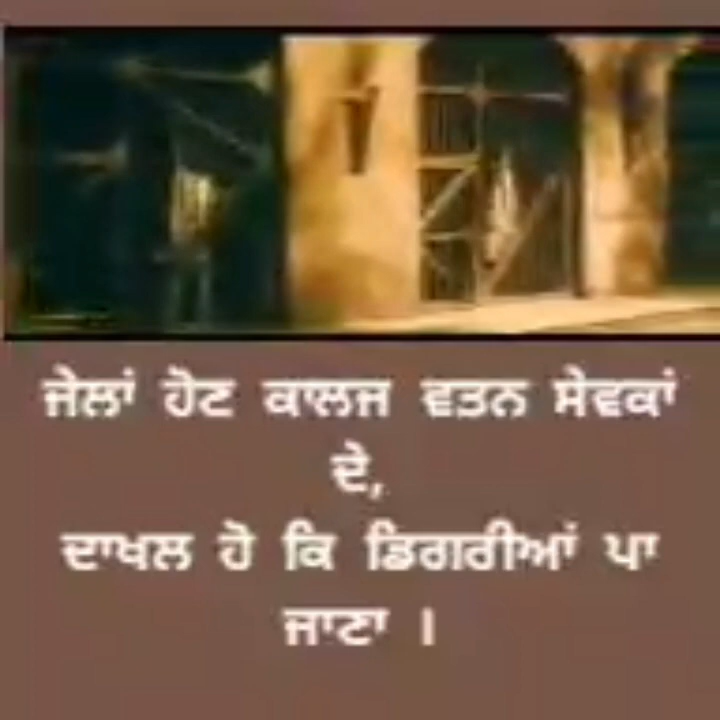 ਜੇਲਾਂ ਹੋਣ ਕਾਲਜ ਵਤਨ ਸੇਵਕਾਂ
ਦੇ,
ਦਾਖਲ ਹੋ ਕਿ ਡਿਗਰੀਆਂ ਪਾ
ਜਾਣਾ ।